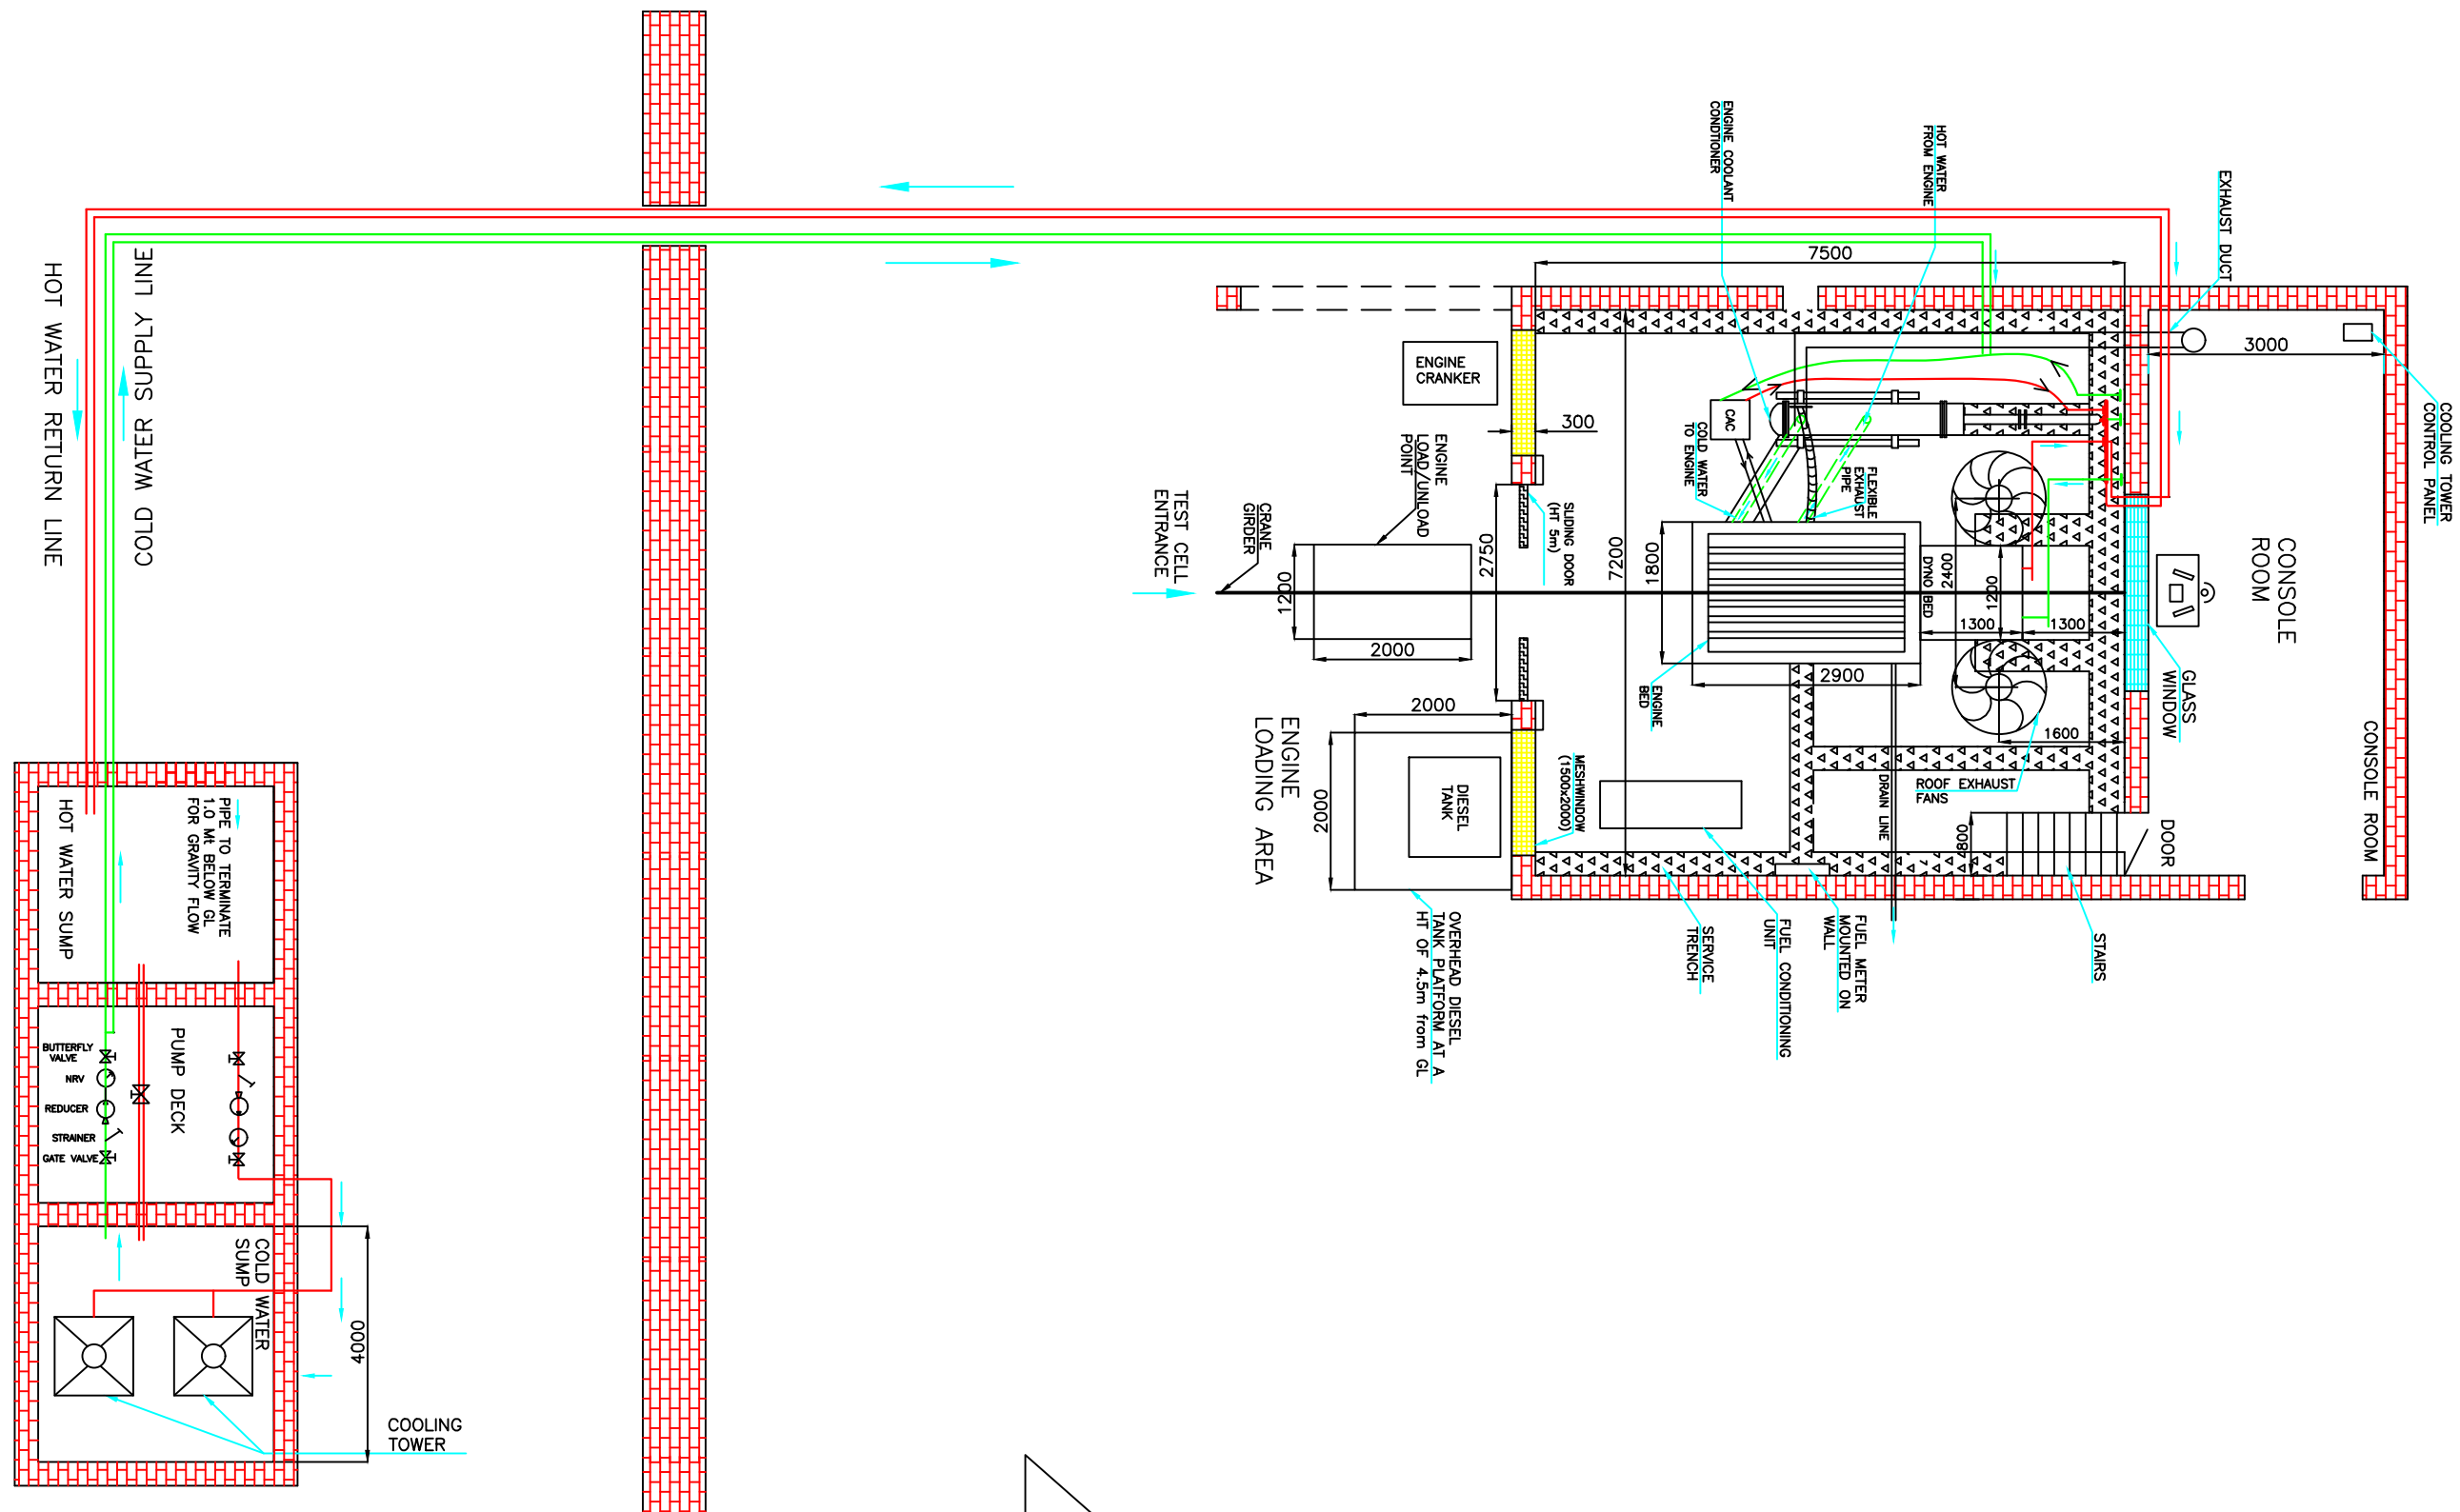 HOT WATER RETURN LINE
COLD WATER SUPPLY LINE
HOT WATER SUMP
PIPE TO TERMINATE
1.0 Mt BELOW GL
FOR GRAVITY FLOW
PUMP DECK
BUTTERFLY
VALVE
NRV
REDUCER
STRAINER
GATE VALVE
COLD WATER
SUMP
4000
COOLING
TOWER
TEST CELL
ENTRANCE
CRANE
GIRDER
1200
2000
ENGINE
LOAD/UNLOAD
POINT
ENGINE
CRANKER
300
2750
SLIDING DOOR
(HT 5m)
ENGINE
LOADING AREA
2000
2000
DIESEL
TANK
OVERHEAD DIESEL
TANK PLATFORM AT A
HT OF 4.5m from GL
MESHWINDOW
(1500x2000)
7200
7500
1800
2900
ENGINE
BED
ENGINE COOLANT
CONDTIONER
HOT WATER
FROM ENGINE
CAC
COLD WATER
TO ENGINE
FLEXIBLE
EXHAUST
PIPE
DYNO BED
2400
1200
1300
1300
1600
ROOF EXHAUST
FANS
DRAIN LINE
0800
SERVICE
TRENCH
FUEL CONDITIONING
UNIT
FUEL METER
MOUNTED ON
WALL
STAIRS
DOOR
GLASS
WINDOW
EXHAUST DUCT
3000
COOLING TOWER
CONTROL PANEL
CONSOLE
ROOM
CONSOLE ROOM